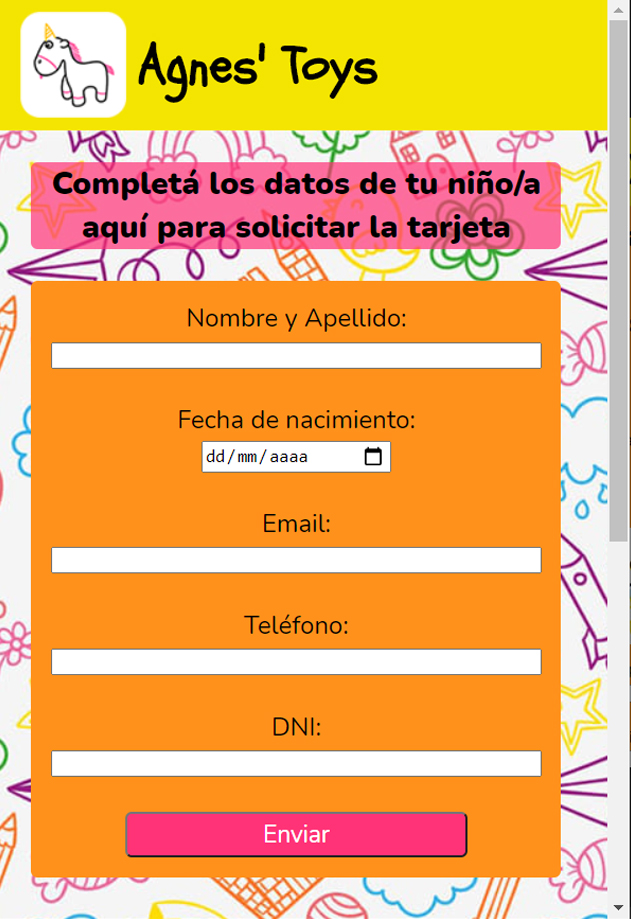 Agnes' Toys
Completá los datos de tu niño/a
aquí para solicitar la tarjeta
Nombre y Apellido:
Fecha de nacimiento:
dd/mm/aaaa
Email:
Teléfono:
DNI:
Enviar